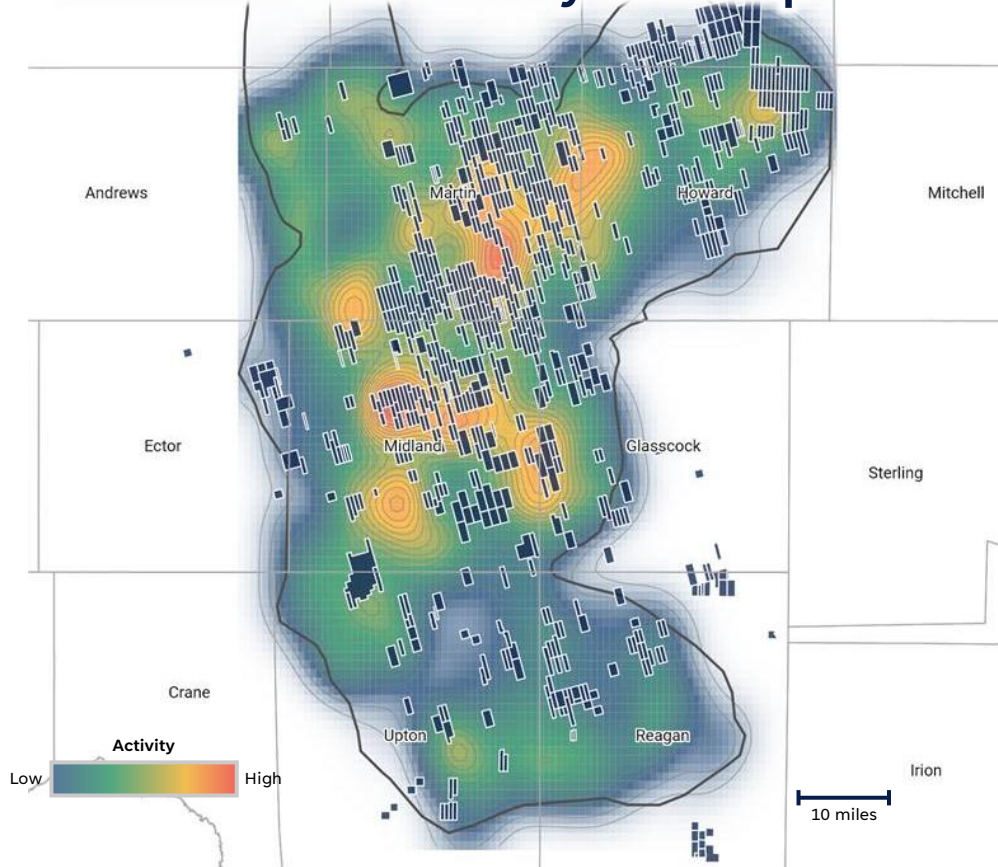 Andrews
Martin
Howard
Mitchell
Ector
Midland
Glasscock
Sterling
Crane
Upton
Reagan
Irion
Activity
Low
High
10 miles